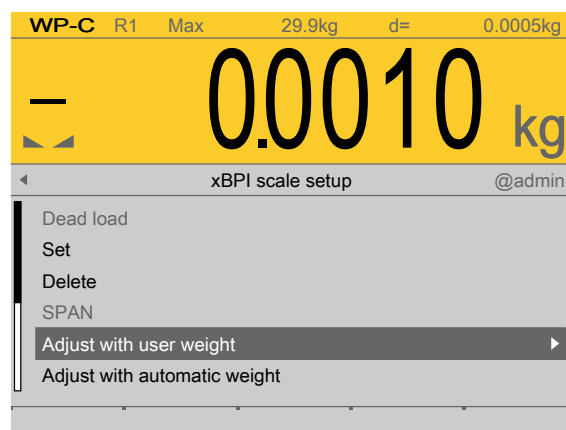 WP-C R1 Max 29.9kg d= 0.0005kg
– 0.0010 kg
xBPI scale setup @admin
Dead load
Set
Delete
SPAN
Adjust with user weight
Adjust with automatic weight